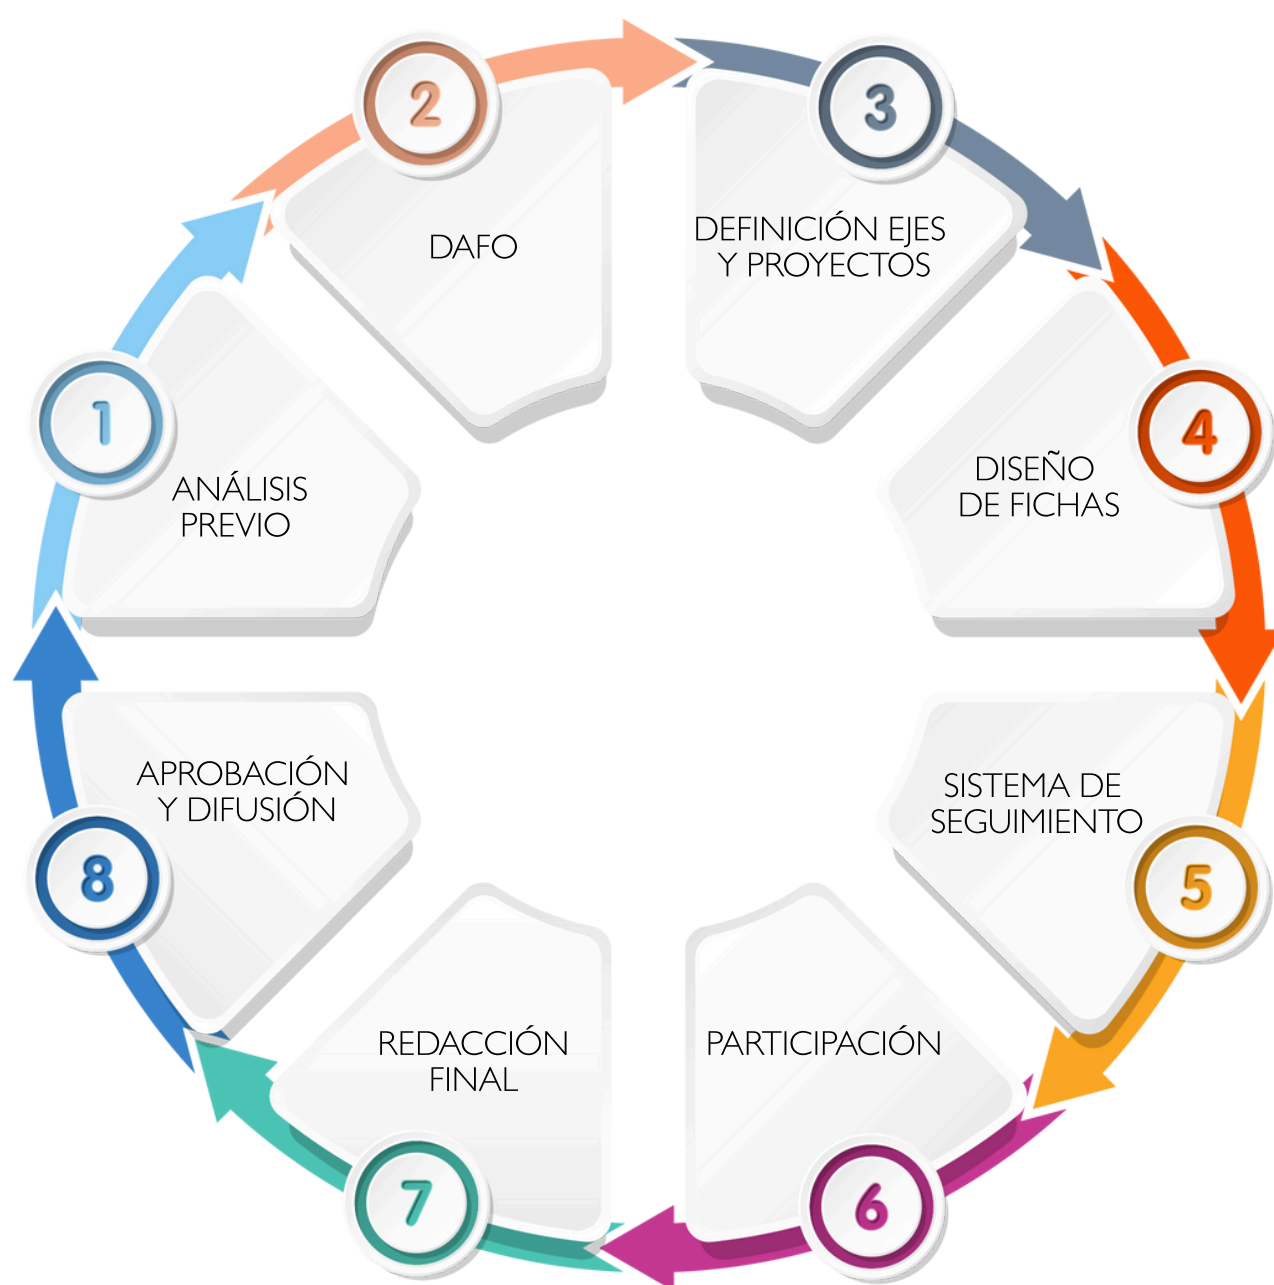 1
ANÁLISIS
PREVIO
2
DAFO
3
DEFINICIÓN EJES
Y PROYECTOS
4
DISEÑO
DE FICHAS
5
SISTEMA DE
SEGUIMIENTO
6
PARTICIPACIÓN
7
REDACCIÓN
FINAL
8
APROBACIÓN
Y DIFUSIÓN